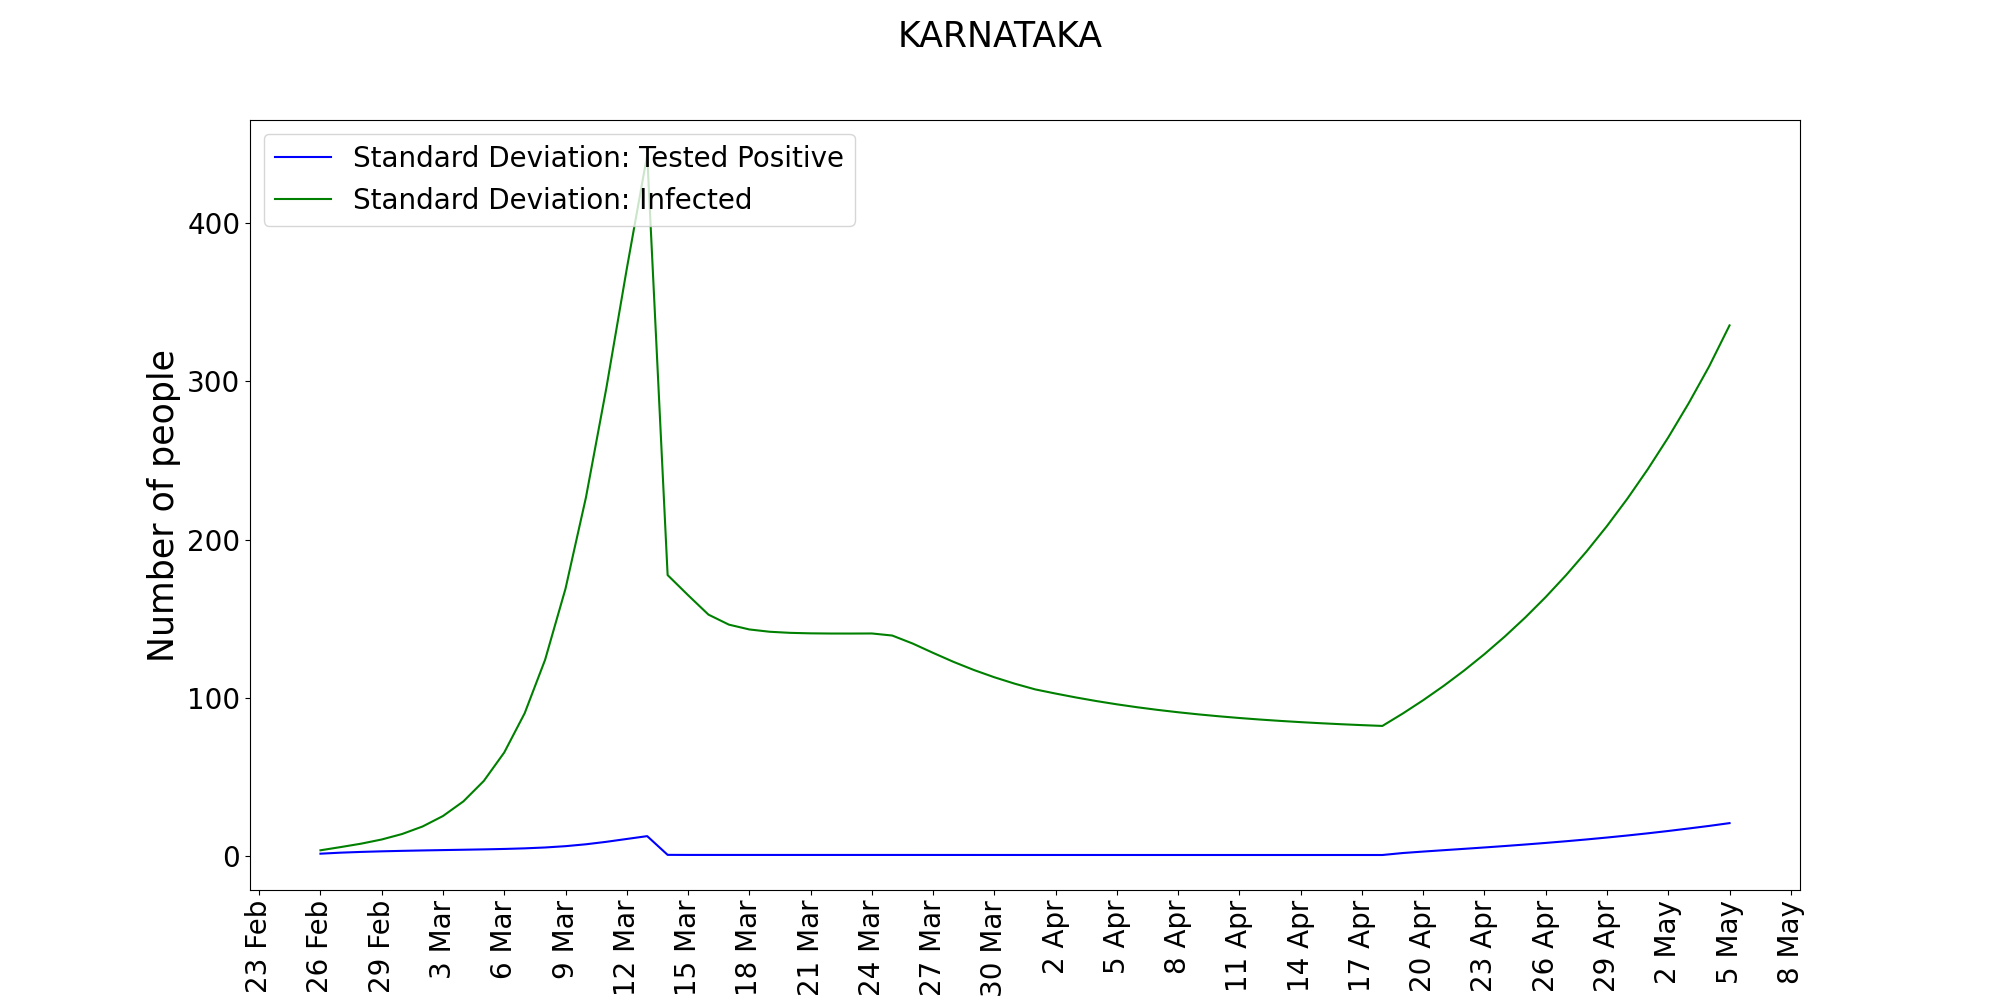 KARNATAKA
Standard Deviation: Tested Positive
Standard Deviation: Infected
Number of people
400
300
200
100
0
23 Feb
26 Feb
29 Feb
3 Mar
6 Mar
9 Mar
12 Mar
15 Mar
18 Mar
21 Mar
24 Mar
27 Mar
30 Mar
2 Apr
5 Apr
8 Apr
11 Apr
14 Apr
17 Apr
20 Apr
23 Apr
26 Apr
29 Apr
2 May
5 May
8 May